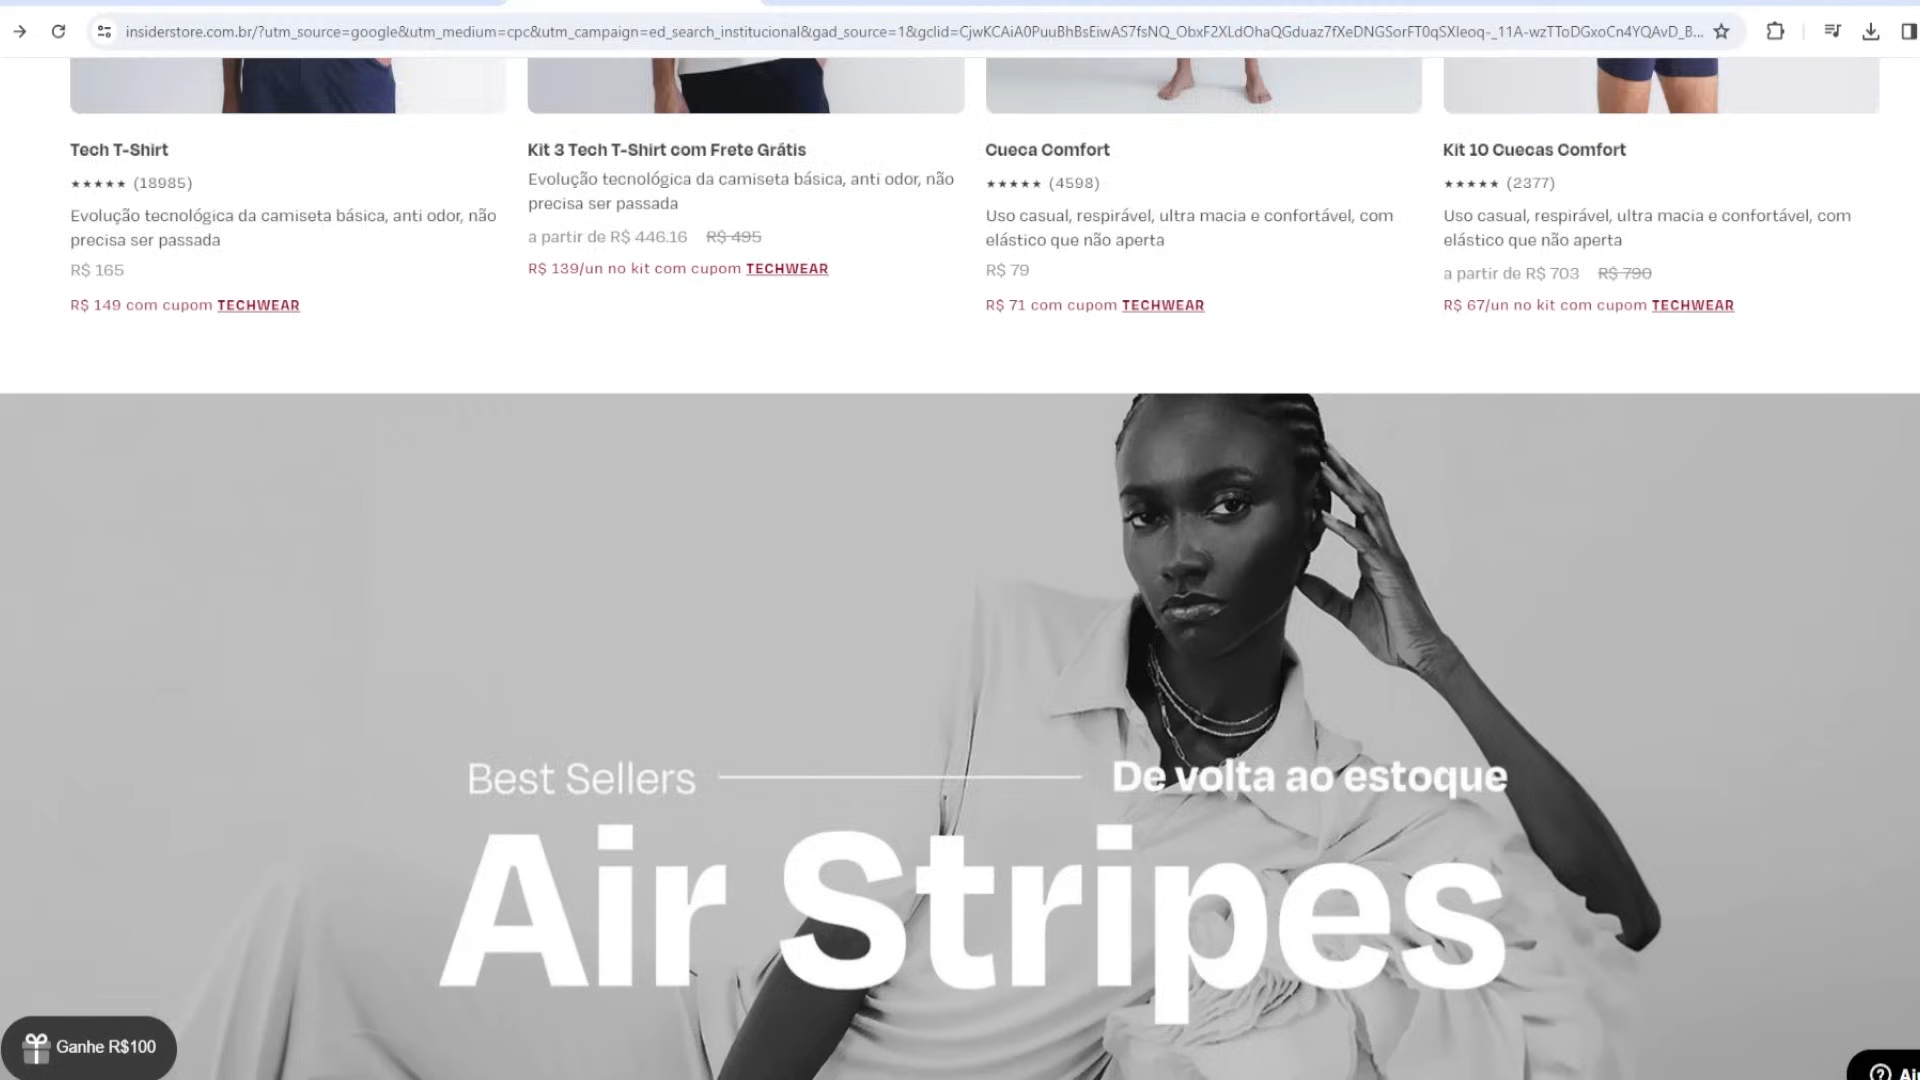 insiderstore.com.br/?utm_source=google&utm_medium=cpc&utm_campaign=ed_search_institucional&gad_source=1&gclid=CjwKCAiA0PuuBhBsEiwAS7fsNQ_ObxF2XLdOhaQGduaz7fXeDNGSorFT0qSXleoq-_11A-wzTToDGxoCn4YQAvD_B...
Tech T-Shirt
★★★★★ (18985)
Evolução tecnológica da camiseta básica, anti odor, não
precisa ser passada
R$ 165
R$ 149 com cupom TECHWEAR
Kit 3 Tech T-Shirt com Frete Grátis
Evolução tecnológica da camiseta básica, anti odor, não
precisa ser passada
a partir de R$ 446.16 R$ 495
R$ 139/un no kit com cupom TECHWEAR
Cueca Comfort
★★★★★ (4598)
Uso casual, respirável, ultra macia e confortável, com
elástico que não aperta
R$ 79
R$ 71 com cupom TECHWEAR
Kit 10 Cuecas Comfort
★★★★★ (2377)
Uso casual, respirável, ultra macia e confortável, com
elástico que não aperta
a partir de R$ 703 R$ 790
R$ 67/un no kit com cupom TECHWEAR
Best Sellers De volta ao estoque
Air Stripes
Ganhe R$100